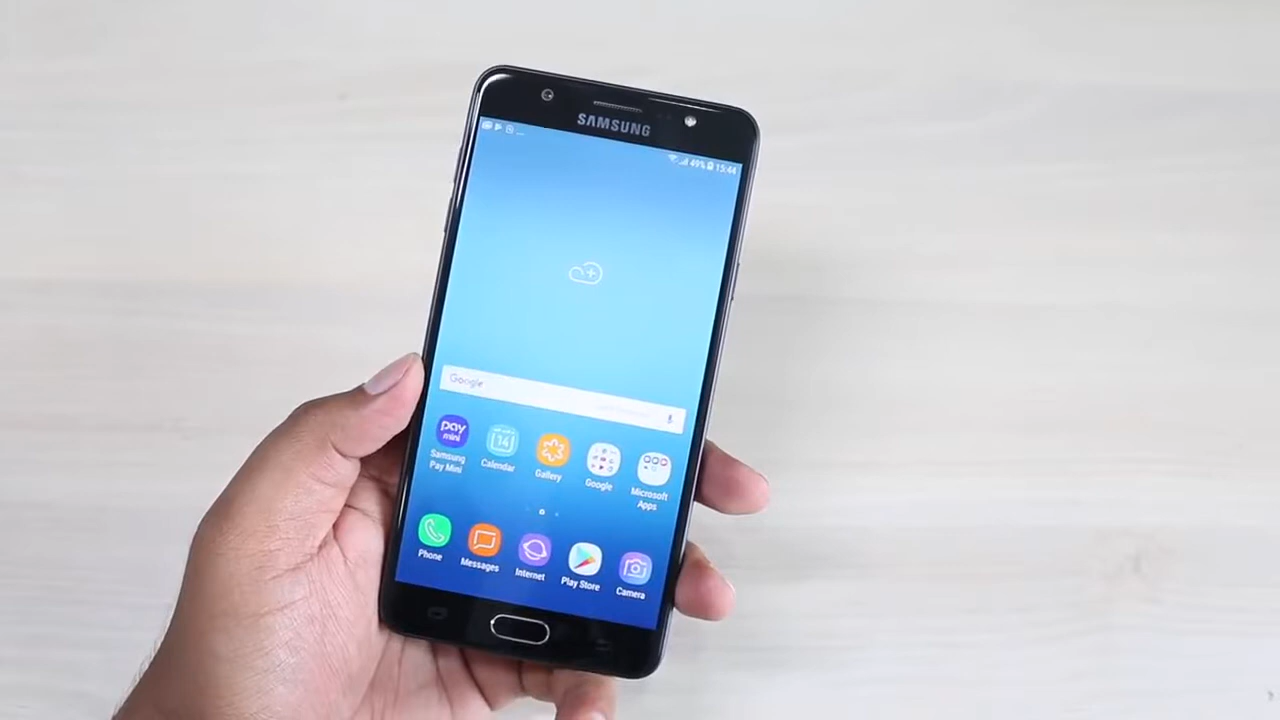 SAMSUNG
49% 15:44
Google
pay
mini
14
Samsung
Pay Mini
Calendar
Gallery
Google
Microsoft
Apps
Phone
Messages
Internet
Play Store
Camera